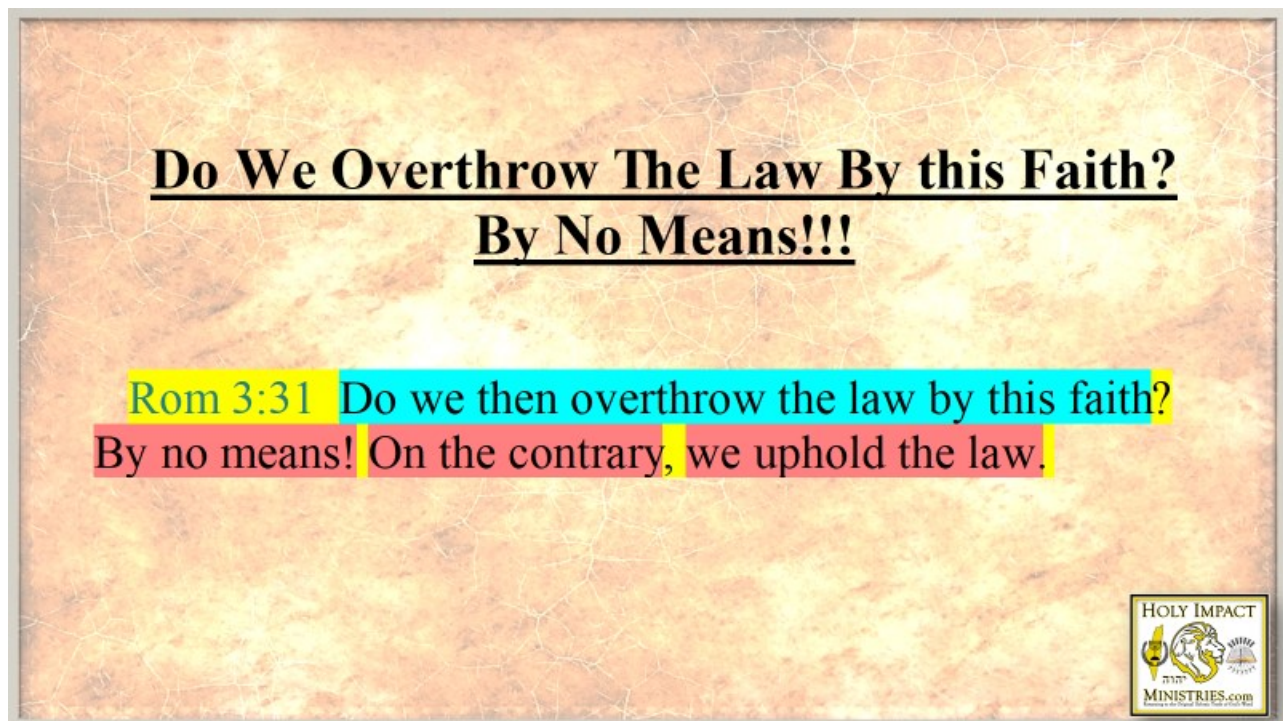 Do We Overthrow The Law By this Faith?
By No Means!!!
Rom 3:31 Do we then overthrow the law by this faith?
By no means! On the contrary, we uphold the law.
HOLY IMPACT
יהוה
MINISTRIES.com